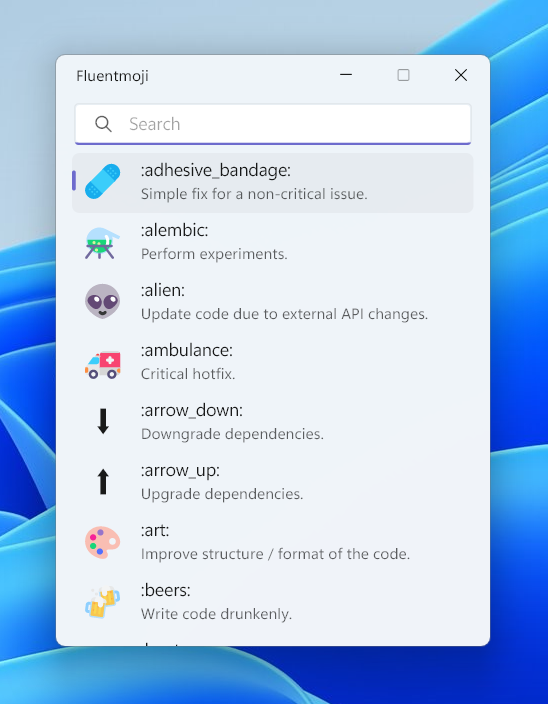 Fluentmoji
Search
:adhesive_bandage:
Simple fix for a non-critical issue.
:alembic:
Perform experiments.
:alien:
Update code due to external API changes.
:ambulance:
Critical hotfix.
:arrow_down:
Downgrade dependencies.
:arrow_up:
Upgrade dependencies.
:art:
Improve structure / format of the code.
:beers:
Write code drunkenly.